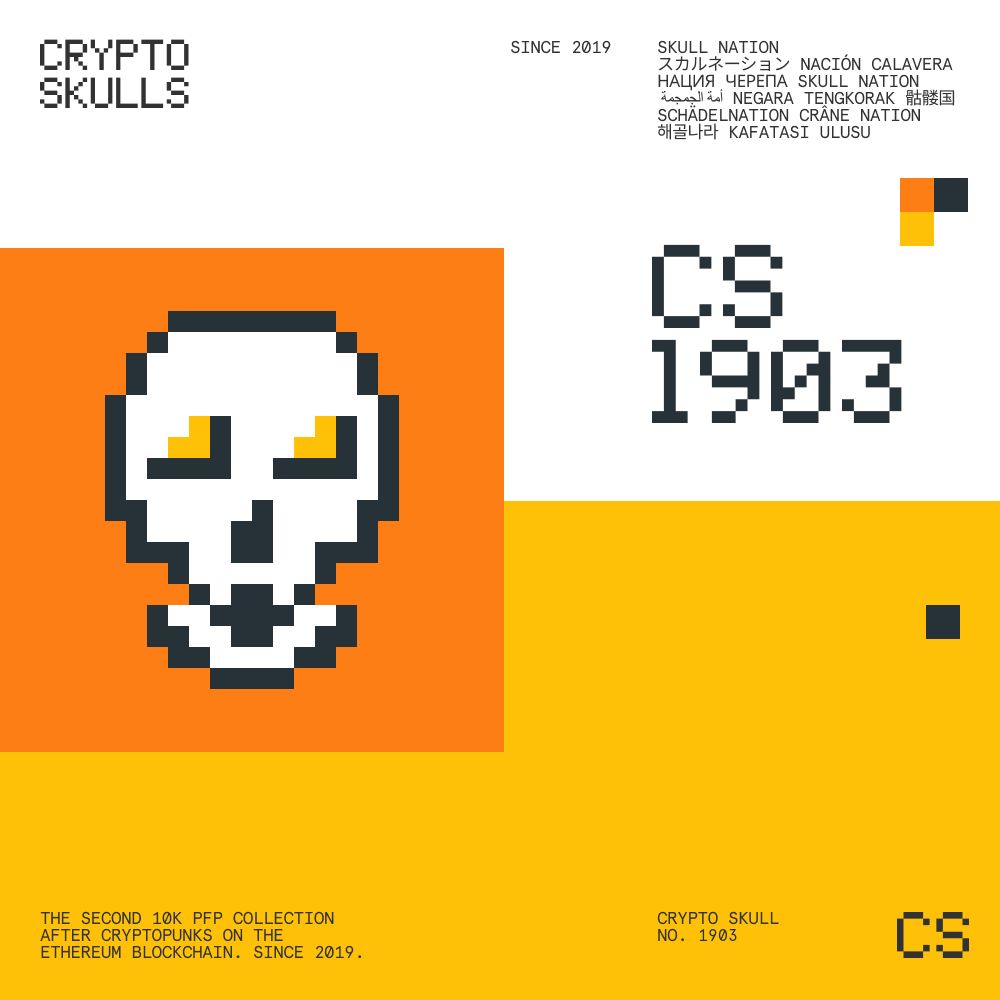 CRYPTO
SKULLS
SINCE 2019
SKULL NATION
スカルネーション NACIÓN CALAVERA
НАЦИЯ ЧЕРЕПА SKULL NATION
أمة الجمجمة NEGARA TENGKORAK 骷髅国
SCHÄDELNATION CRÂNE NATION
해골나라 KAFATASI ULUSU
CS
1903
THE SECOND 10K PFP COLLECTION
AFTER CRYPTOPUNKS ON THE
ETHEREUM BLOCKCHAIN. SINCE 2019.
CRYPTO SKULL
NO. 1903
CS